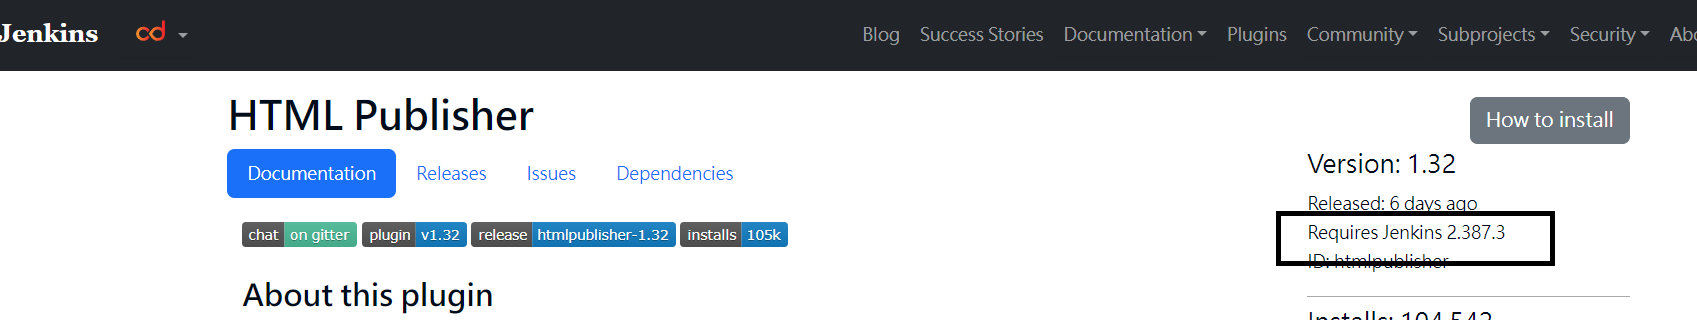 Jenkins
Blog Success Stories Documentation Plugins Community Subprojects Security Abo
HTML Publisher
How to install
Documentation Releases Issues Dependencies
Version: 1.32
Released: 6 days ago
chat on gitter plugin v1.32 release htmlpublisher-1.32 installs 105k
Requires Jenkins 2.387.3
ID: htmlpublisher
About this plugin
Installs: 104,542